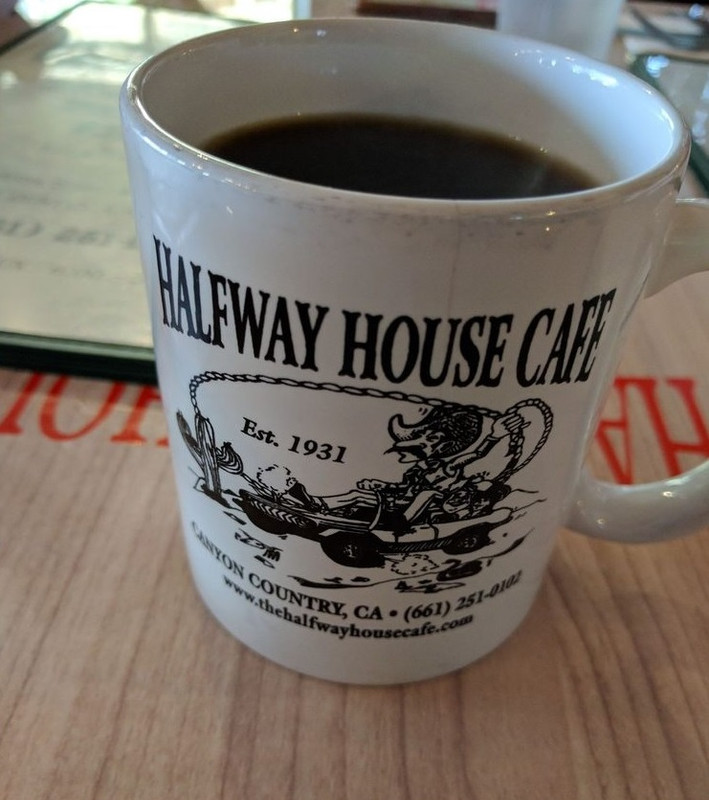 HALFWAY HOUSE CAFE
Est. 1931
CANYON COUNTRY, CA • (661) 251-0102
www.thehalfwayhousecafe.com